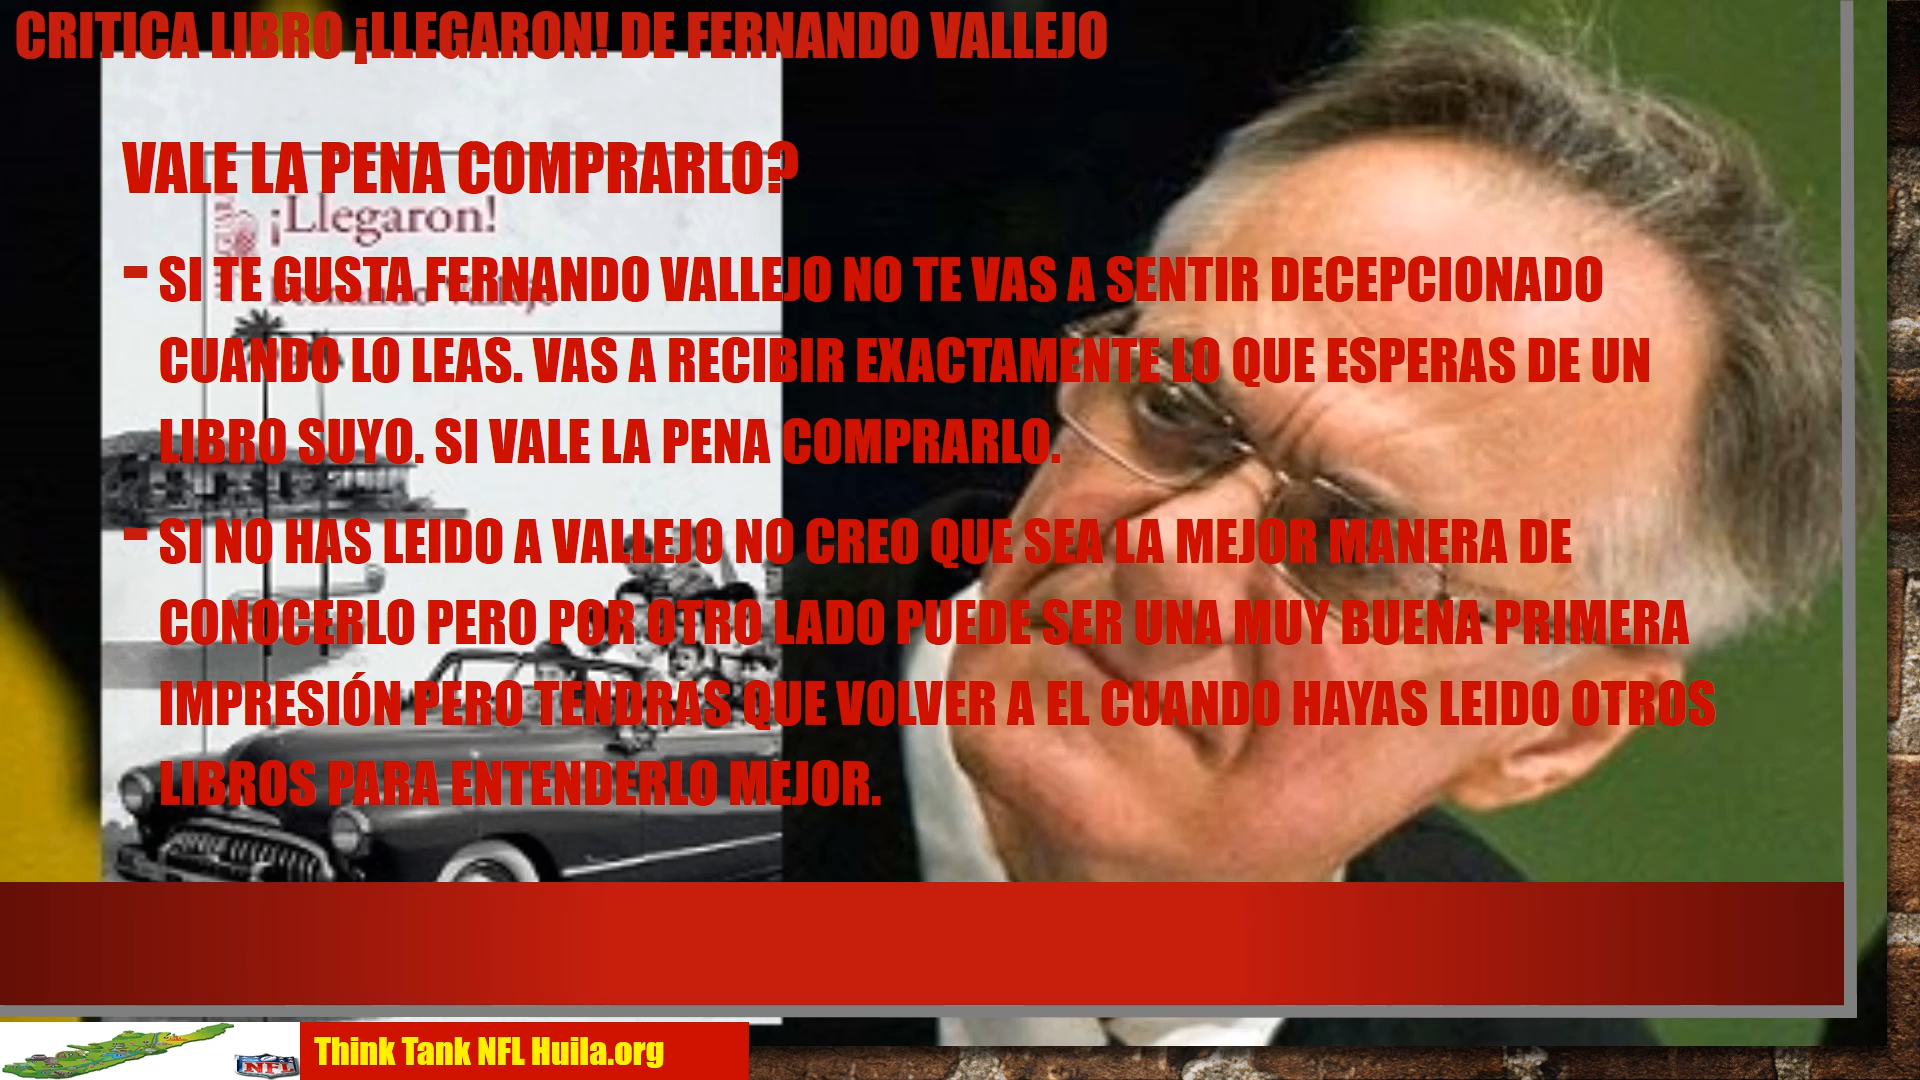 CRITICA LIBRO ¡LLEGARON! DE FERNANDO VALLEJO
VALE LA PENA COMPRARLO?
¡Llegaron!
- SI TE GUSTA FERNANDO VALLEJO NO TE VAS A SENTIR DECEPCIONADO
CUANDO LO LEAS. VAS A RECIBIR EXACTAMENTE LO QUE ESPERAS DE UN
LIBRO SUYO. SI VALE LA PENA COMPRARLO.
- SI NO HAS LEIDO A VALLEJO NO CREO QUE SEA LA MEJOR MANERA DE
CONOCERLO PERO POR OTRO LADO PUEDE SER UNA MUY BUENA PRIMERA
IMPRESIÓN PERO TENDRAS QUE VOLVER A EL CUANDO HAYAS LEIDO OTROS
LIBROS PARA ENTENDERLO MEJOR.
NFL
Think Tank NFL Huila.org